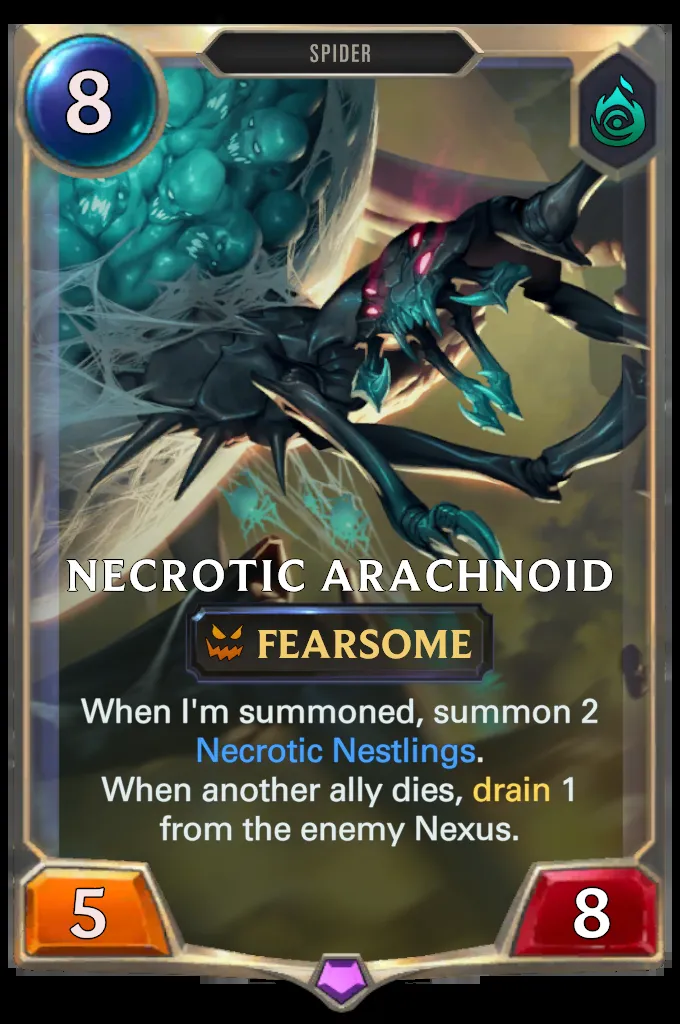 SPIDER
8
NECROTIC ARACHNOID
FEARSOME
When I'm summoned, summon 2
Necrotic Nestlings.
When another ally dies, drain 1
from the enemy Nexus.
5
8